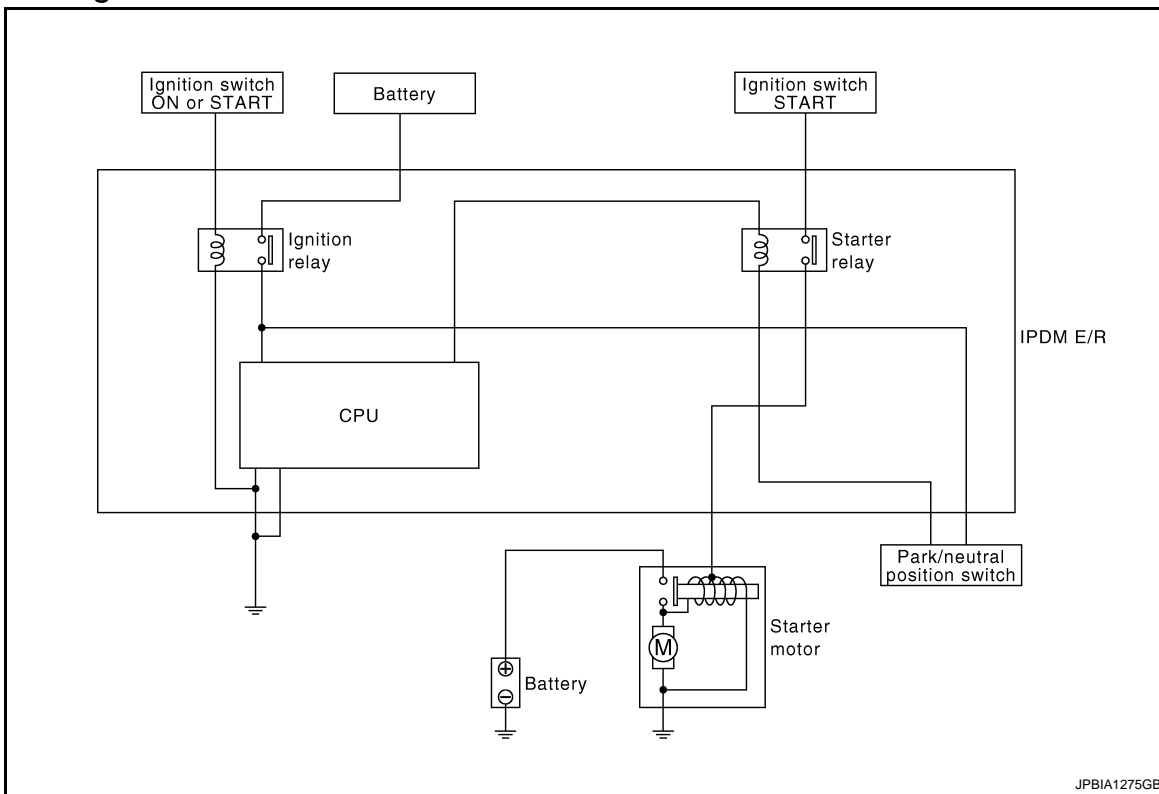 Ignition switch
ON or START
Battery
Ignition switch
START
Ignition
relay
Starter
relay
IPDM E/R
CPU
Park/neutral
position switch
M
Starter
motor
+
Battery
−
JPBIA1275GB